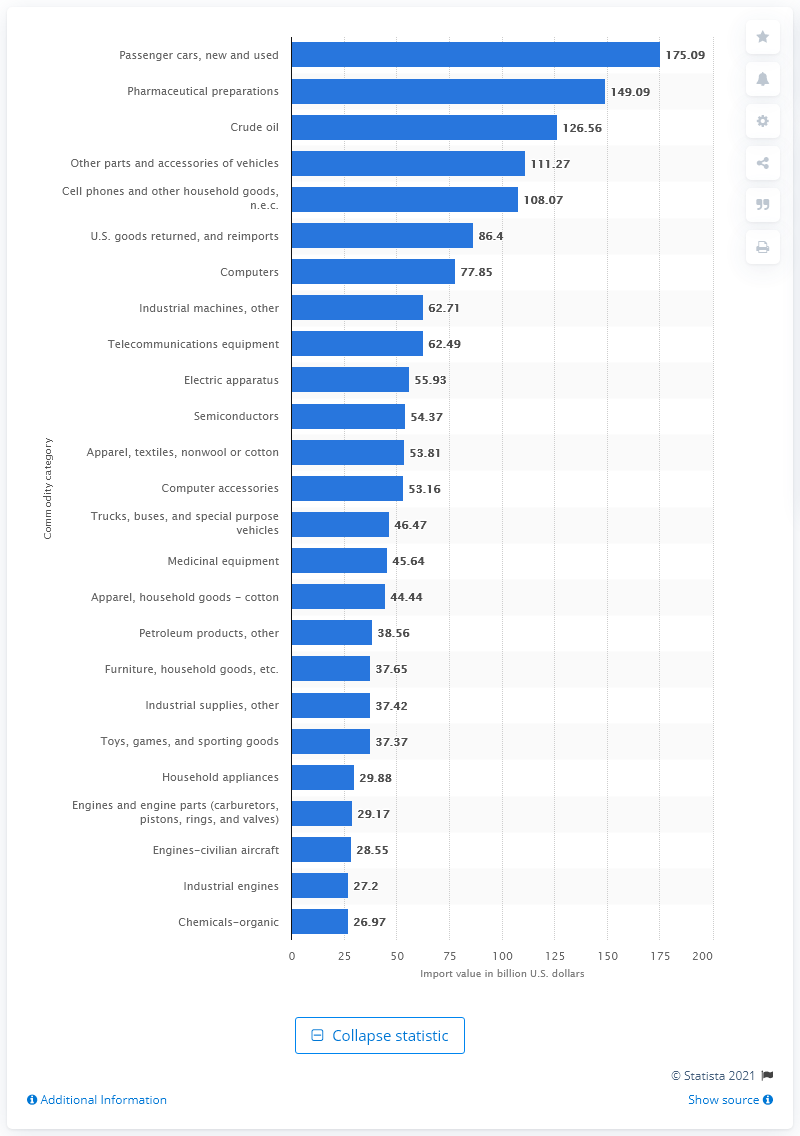 Passenger cars, new and used 175.09
Pharmaceutical preparations 149.09
Crude oil 126.56
Other parts and accessories of vehicles 111.27
Cell phones and other household goods,
n.e.c. 108.07
U.S. goods returned, and reimports 86.4
Computers 77.85
Industrial machines, other 62.71
Telecommunications equipment 62.49
Electric apparatus 55.93
Semiconductors 54.37
Apparel, textiles, nonwool or cotton 53.81
Computer accessories 53.16
Trucks, buses, and special purpose
vehicles 46.47
Medicinal equipment 45.64
Apparel, household goods - cotton 44.44
Petroleum products, other 38.56
Furniture, household goods, etc. 37.65
Industrial supplies, other 37.42
Toys, games, and sporting goods 37.37
Household appliances 29.88
Engines and engine parts (carburetors,
pistons, rings, and valves) 29.17
Engines-civilian aircraft 28.55
Industrial engines 27.2
Chemicals-organic 26.97
Commodity category
0 25 50 75 100 125 150 175 200
Import value in billion U.S. dollars
Collapse statistic
© Statista 2021
Additional Information
Show source